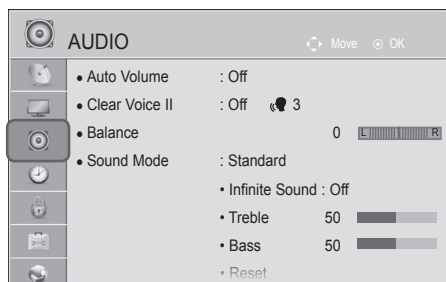 AUDIO Move OK
• Auto Volume : Off
• Clear Voice II : Off 3
• Balance 0 L R
• Sound Mode : Standard
• Infinite Sound : Off
• Treble 50
• Bass 50
• Reset